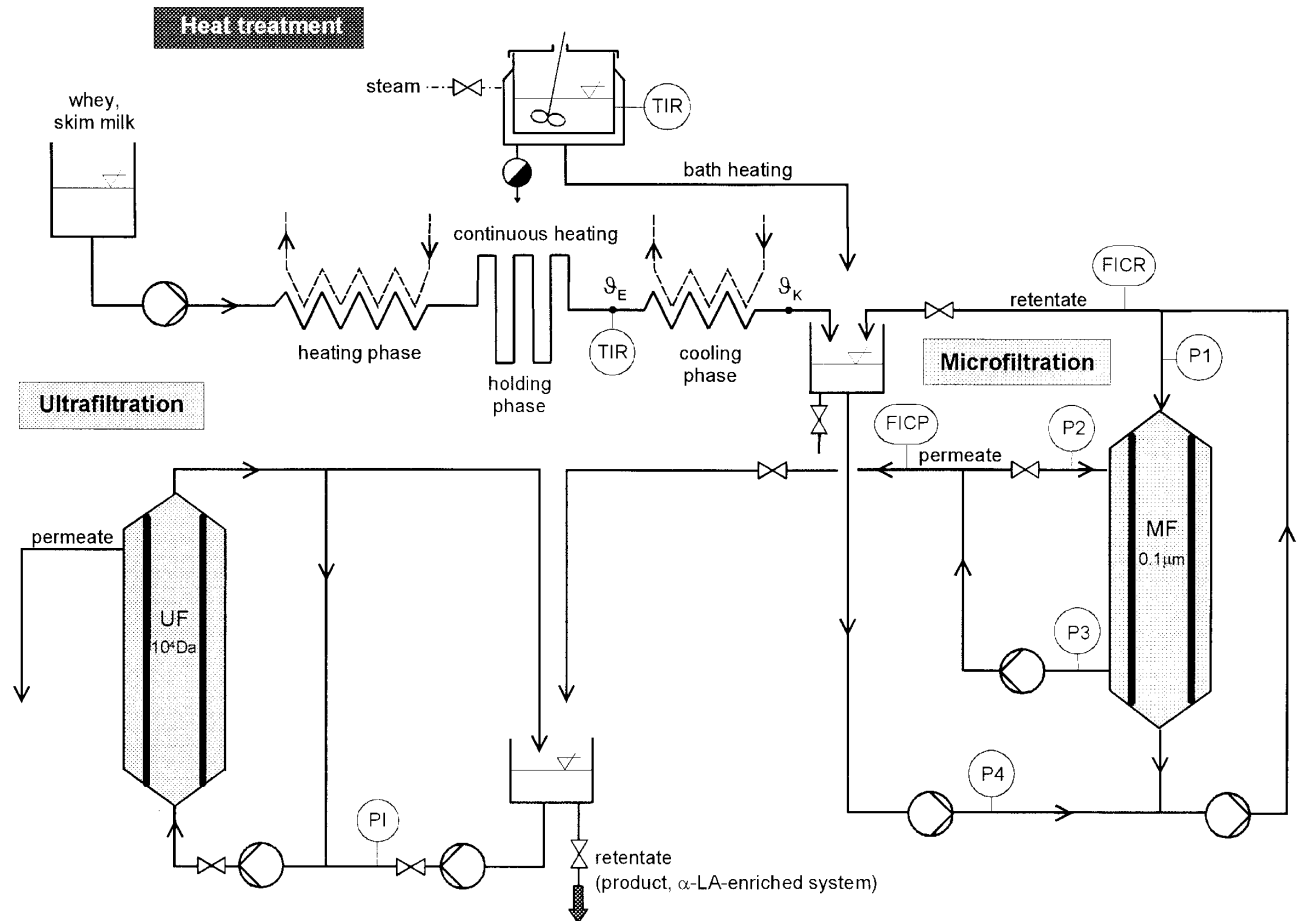 Heat treatment
steam
TIR
whey,
skim milk
bath heating
continuous heating
ϑE
ϑK
FICR
retentate
heating phase
TIR
cooling
phase
holding
phase
Microfiltration
P1
Ultrafiltration
FICP
permeate
P2
permeate
MF
0.1µm
UF
10⁴Da
P3
P4
PI
retentate
(product, α-LA-enriched system)